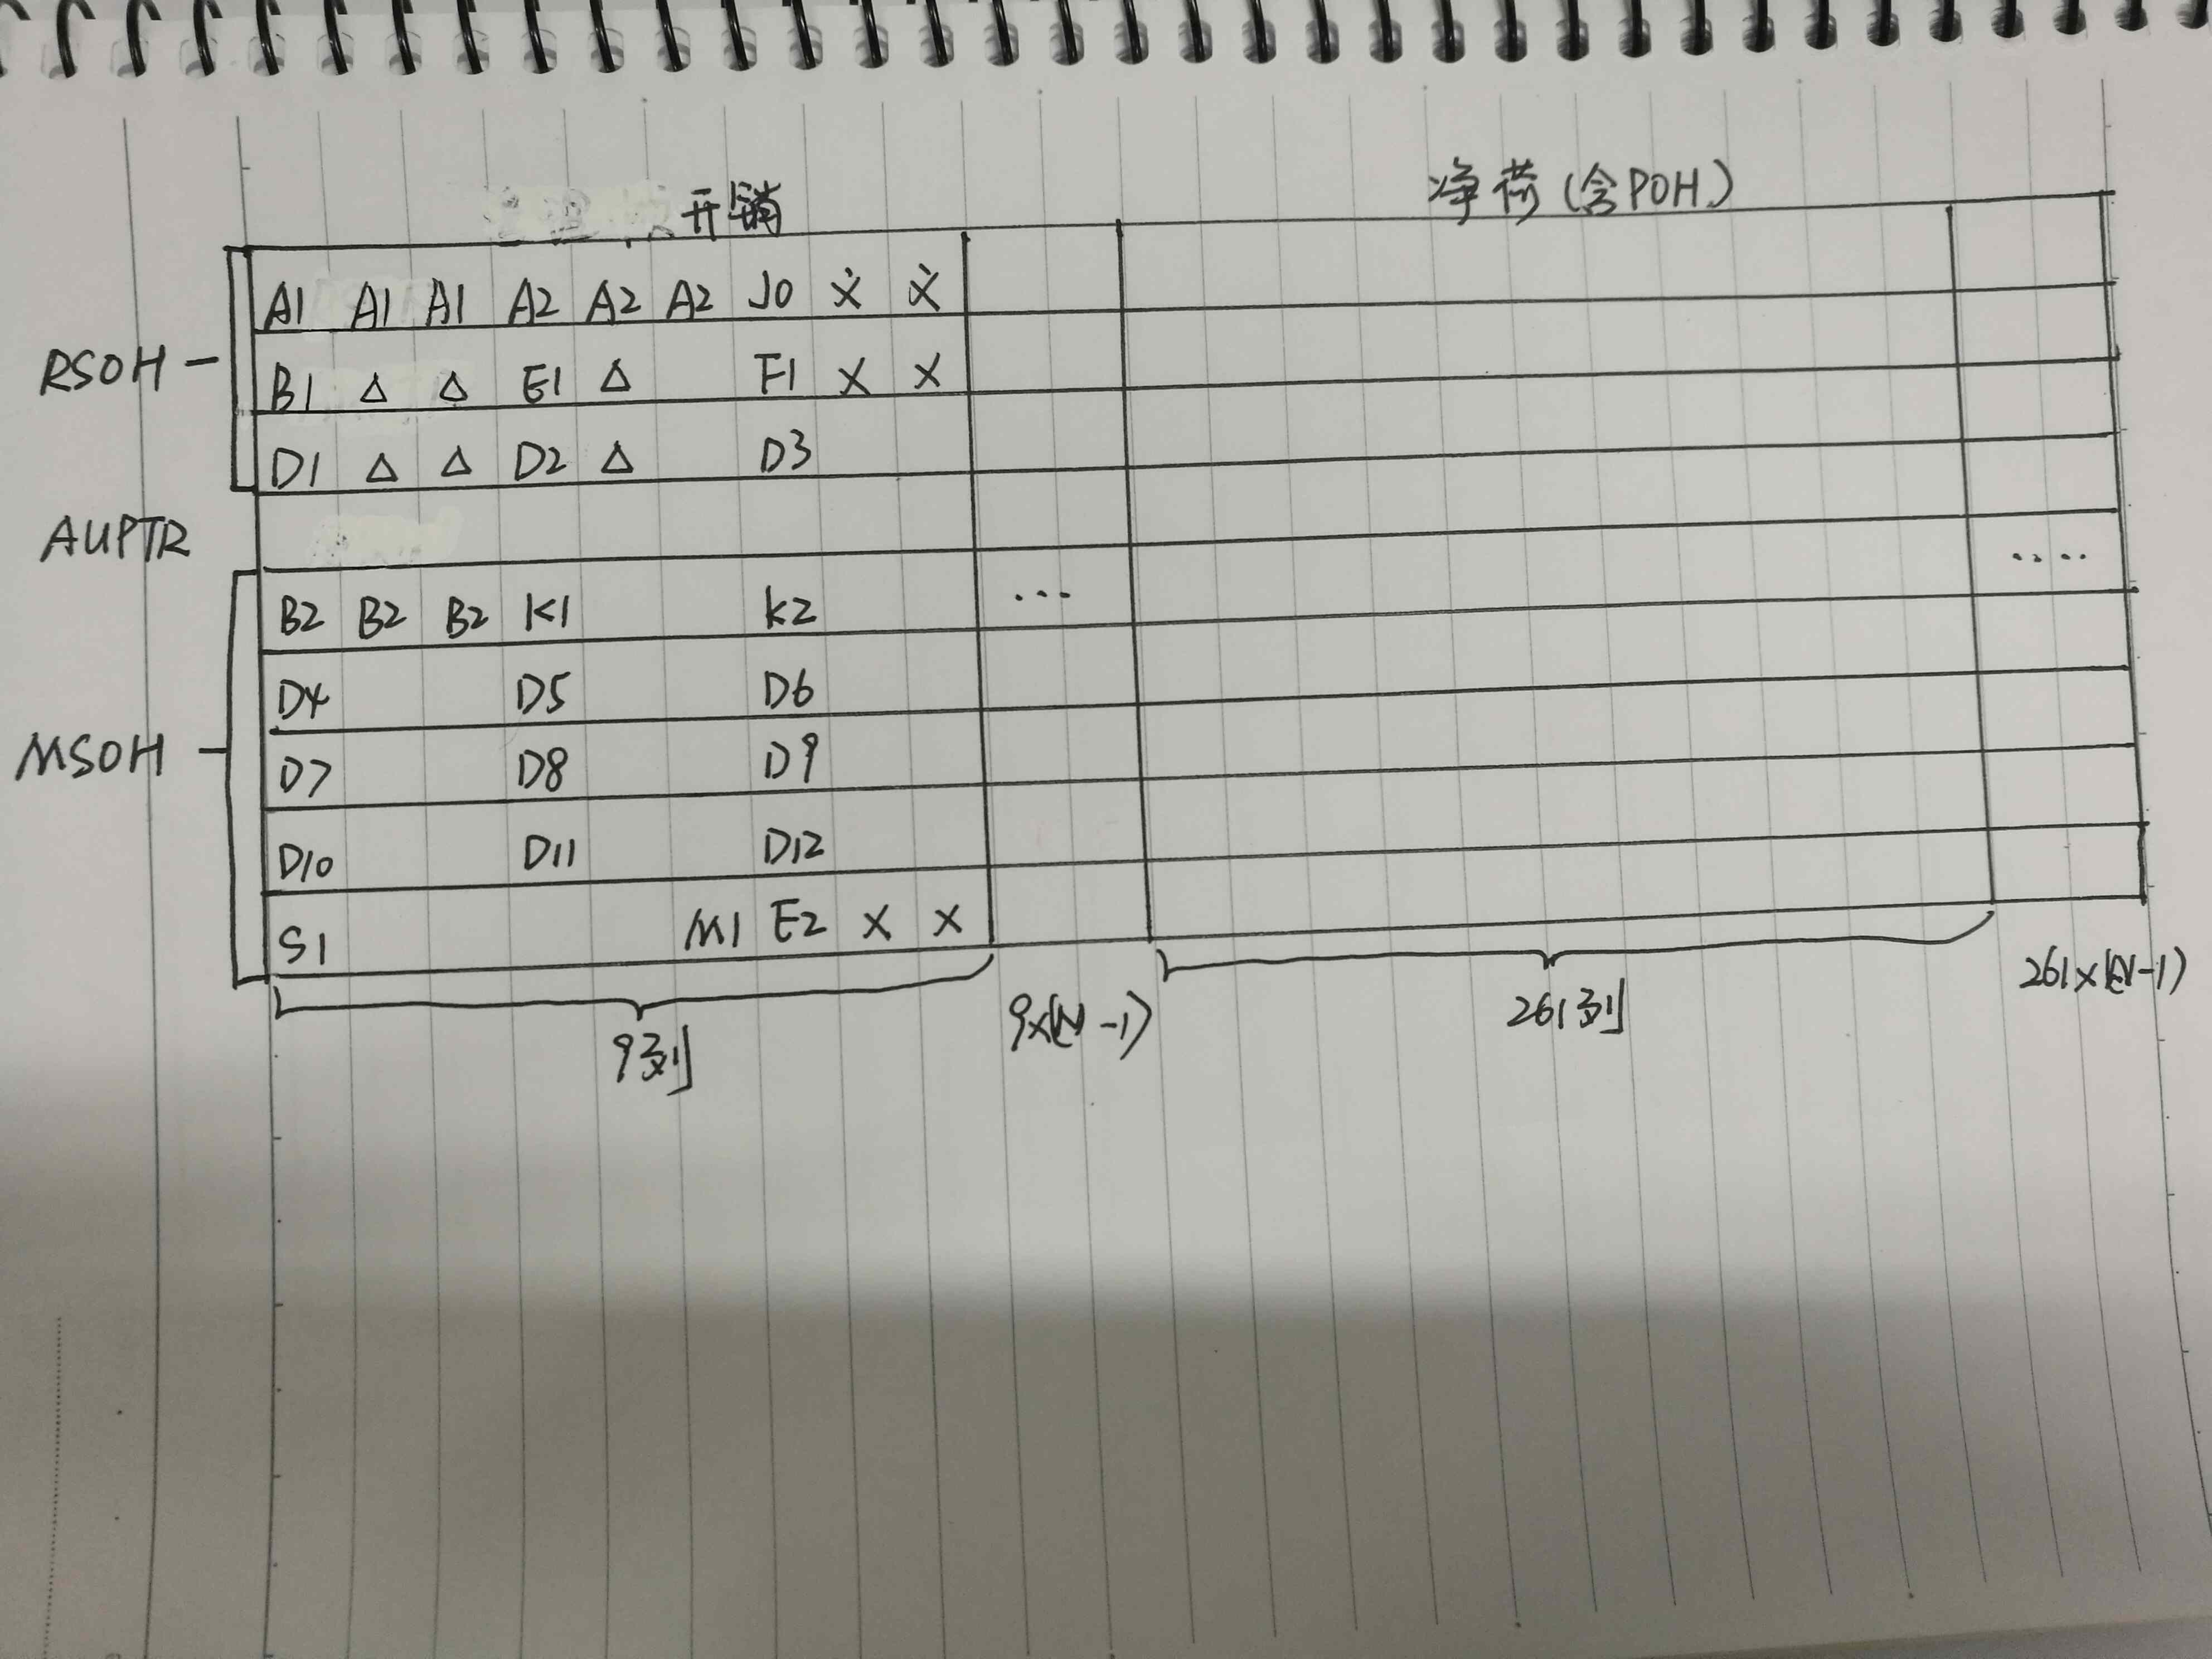 开销 净荷(含POH)
A1 A1 A1 A2 A2 A2 J0 ẋ ẋ
RSOH B1 △ △ E1 △ F1 × ×
D1 △ △ D2 △ D3
AUPTR
B2 B2 B2 K1 K2 ... ....
D4 D5 D6
MSOH D7 D8 D9
D10 D11 D12
S1 M1 E2 × ×
9列 9×(N-1) 261列 261×(N-1)